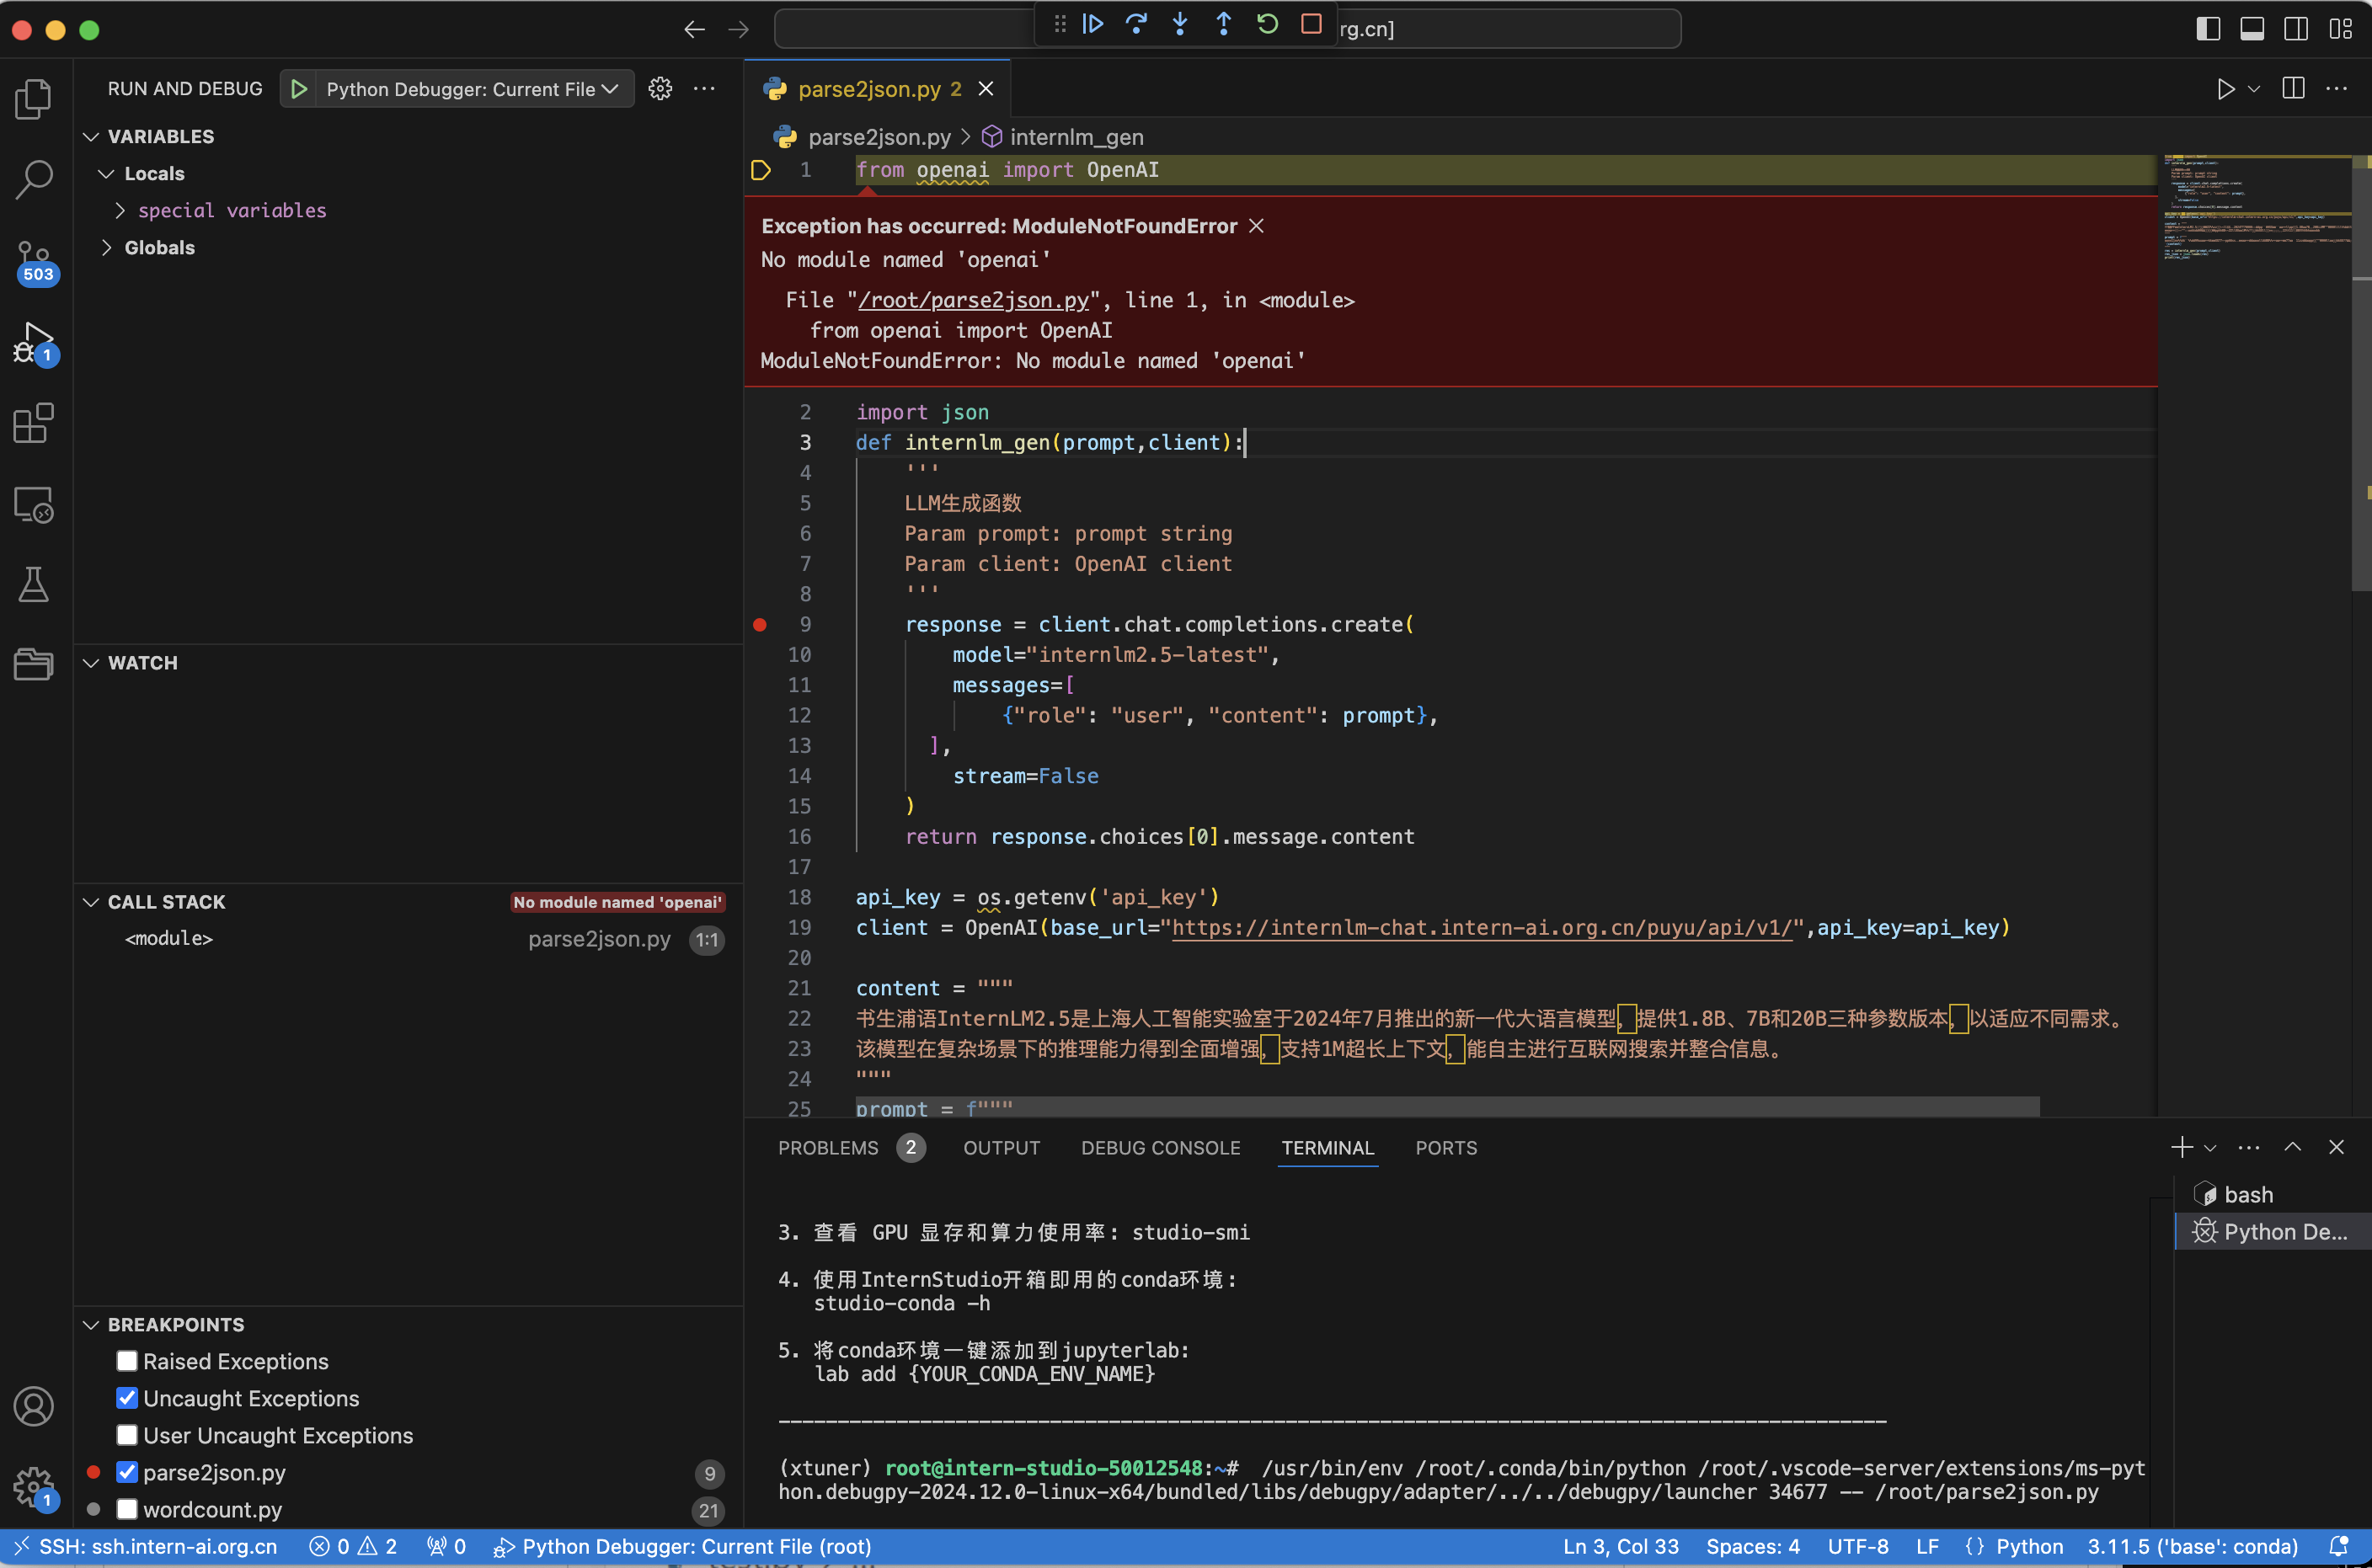 rg.cn]
RUN AND DEBUG
Python Debugger: Current File
VARIABLES
Locals
special variables
Globals
503
1
WATCH
CALL STACK
No module named 'openai'
<module>
parse2json.py
1:1
BREAKPOINTS
Raised Exceptions
Uncaught Exceptions
User Uncaught Exceptions
parse2json.py
9
wordcount.py
21
1
parse2json.py 2
parse2json.py > internlm_gen
1 from openai import OpenAI
Exception has occurred: ModuleNotFoundError
No module named 'openai'
File "/root/parse2json.py", line 1, in <module>
from openai import OpenAI
ModuleNotFoundError: No module named 'openai'
2 import json
3 def internlm_gen(prompt,client):
4 '''
5 LLM生成函数
6 Param prompt: prompt string
7 Param client: OpenAI client
8 '''
9 response = client.chat.completions.create(
10 model="internlm2.5-latest",
11 messages=[
12 {"role": "user", "content": prompt},
13 ],
14 stream=False
15 )
16 return response.choices[0].message.content
17
18 api_key = os.getenv('api_key')
19 client = OpenAI(base_url="https://internlm-chat.intern-ai.org.cn/puyu/api/v1/",api_key=api_key)
20
21 content = """
22 书生浦语InternLM2.5是上海人工智能实验室于2024年7月推出的新一代大语言模型，提供1.8B、7B和20B三种参数版本，以适应不同需求。
23 该模型在复杂场景下的推理能力得到全面增强，支持1M超长上下文，能自主进行互联网搜索并整合信息。
24 """
25 prompt = f"""
PROBLEMS 2 OUTPUT DEBUG CONSOLE TERMINAL PORTS
bash
Python De...
3. 查看 GPU 显存和算力使用率: studio-smi
4. 使用InternStudio开箱即用的conda环境:
studio-conda -h
5. 将conda环境一键添加到jupyterlab:
lab add {YOUR_CONDA_ENV_NAME}
(xtuner) root@intern-studio-50012548:~# /usr/bin/env /root/.conda/bin/python /root/.vscode-server/extensions/ms-pyt
hon.debugpy-2024.12.0-linux-x64/bundled/libs/debugpy/adapter/../../debugpy/launcher 34677 -- /root/parse2json.py
SSH: ssh.intern-ai.org.cn 0 2 0 Python Debugger: Current File (root) Ln 3, Col 33 Spaces: 4 UTF-8 LF {} Python 3.11.5 ('base': conda)